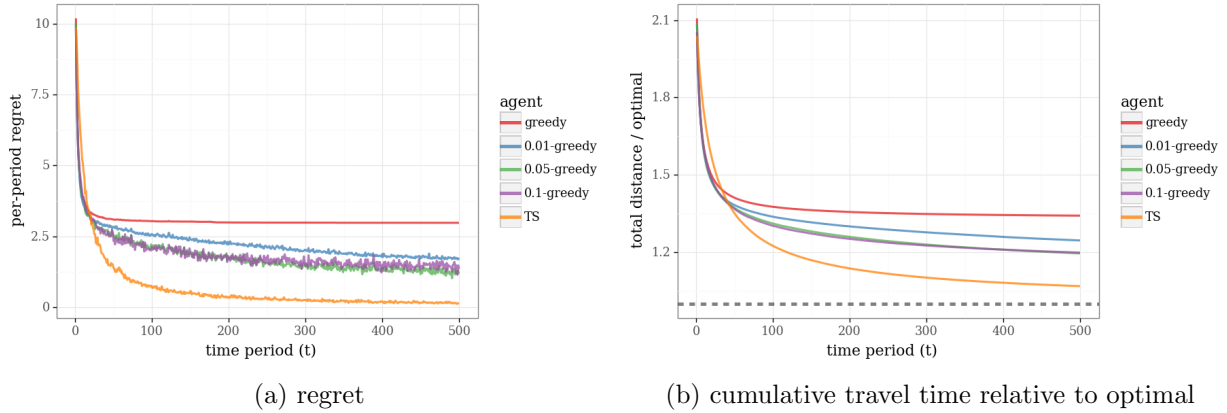 10
7.5
5
2.5
0
per-period regret
0
100
200
300
400
500
time period (t)
agent
greedy
0.01-greedy
0.05-greedy
0.1-greedy
TS
(a) regret
2.1
1.8
1.5
1.2
total distance / optimal
0
100
200
300
400
500
time period (t)
agent
greedy
0.01-greedy
0.05-greedy
0.1-greedy
TS
(b) cumulative travel time relative to optimal